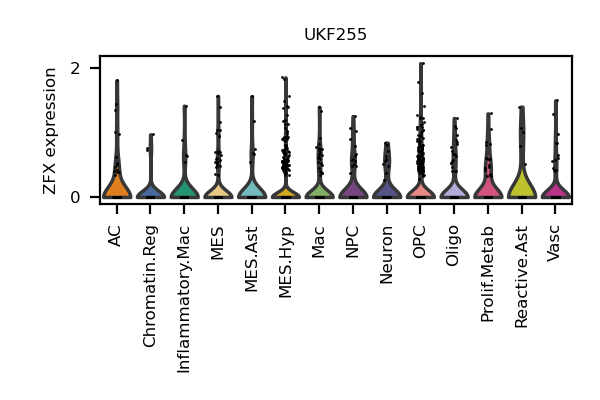 UKF255
ZFX expression
2
0
AC
Chromatin.Reg
Inflammatory.Mac
MES
MES.Ast
MES.Hyp
Mac
NPC
Neuron
OPC
Oligo
Prolif.Metab
Reactive.Ast
Vasc